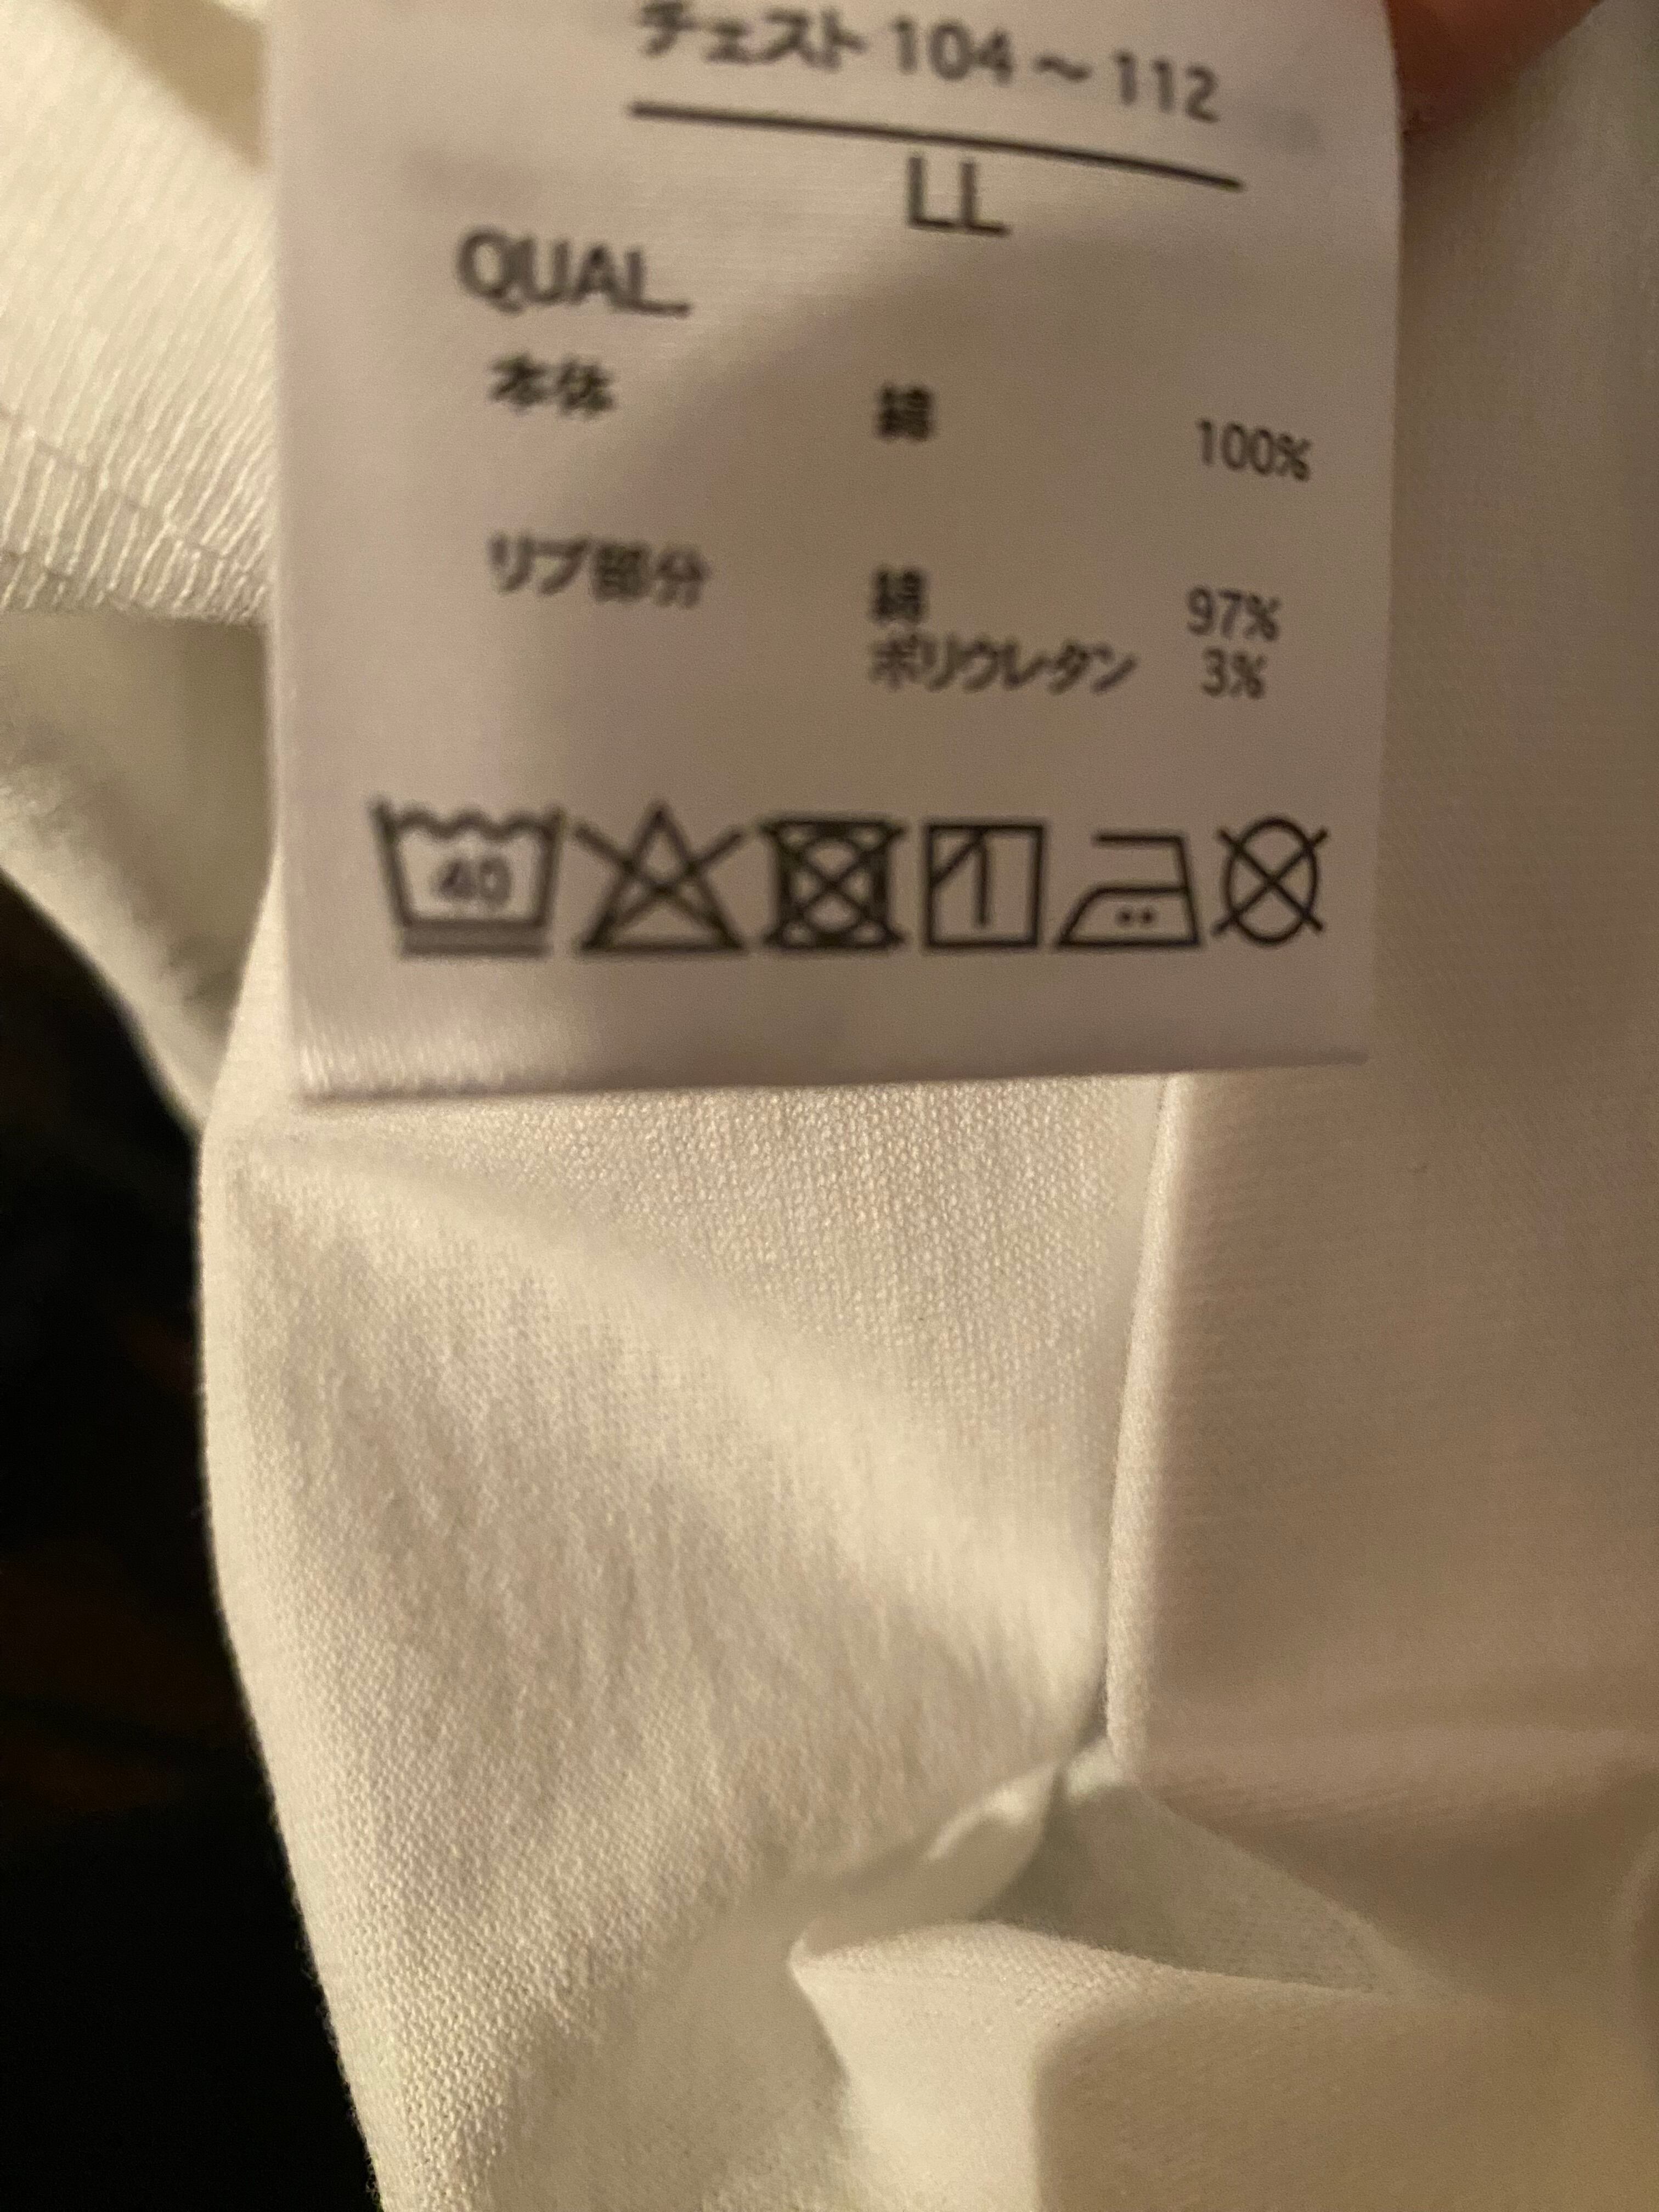 チェスト 104～112
LL
QUAL.
本体 綿 100%
リブ部分 綿 97%
ポリウレタン 3%
40